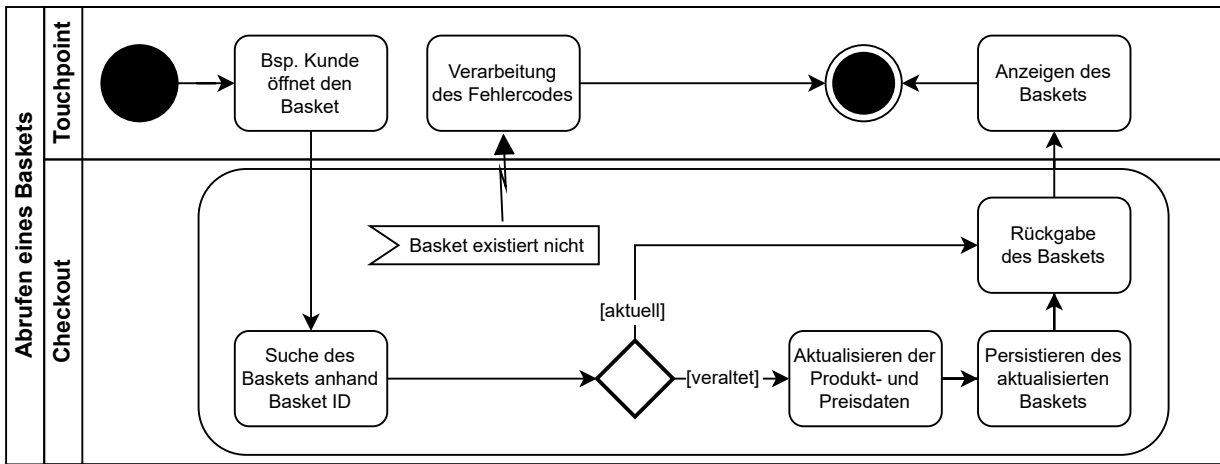 Abrufen eines Baskets
Touchpoint
Bsp. Kunde
öffnet den
Basket
Verarbeitung
des Fehlercodes
Anzeigen des
Baskets
Checkout
Basket existiert nicht
Rückgabe
des Baskets
[aktuell]
Suche des
Baskets anhand
Basket ID
[veraltet]
Aktualisieren der
Produkt- und
Preisdaten
Persistieren des
aktualisierten
Baskets